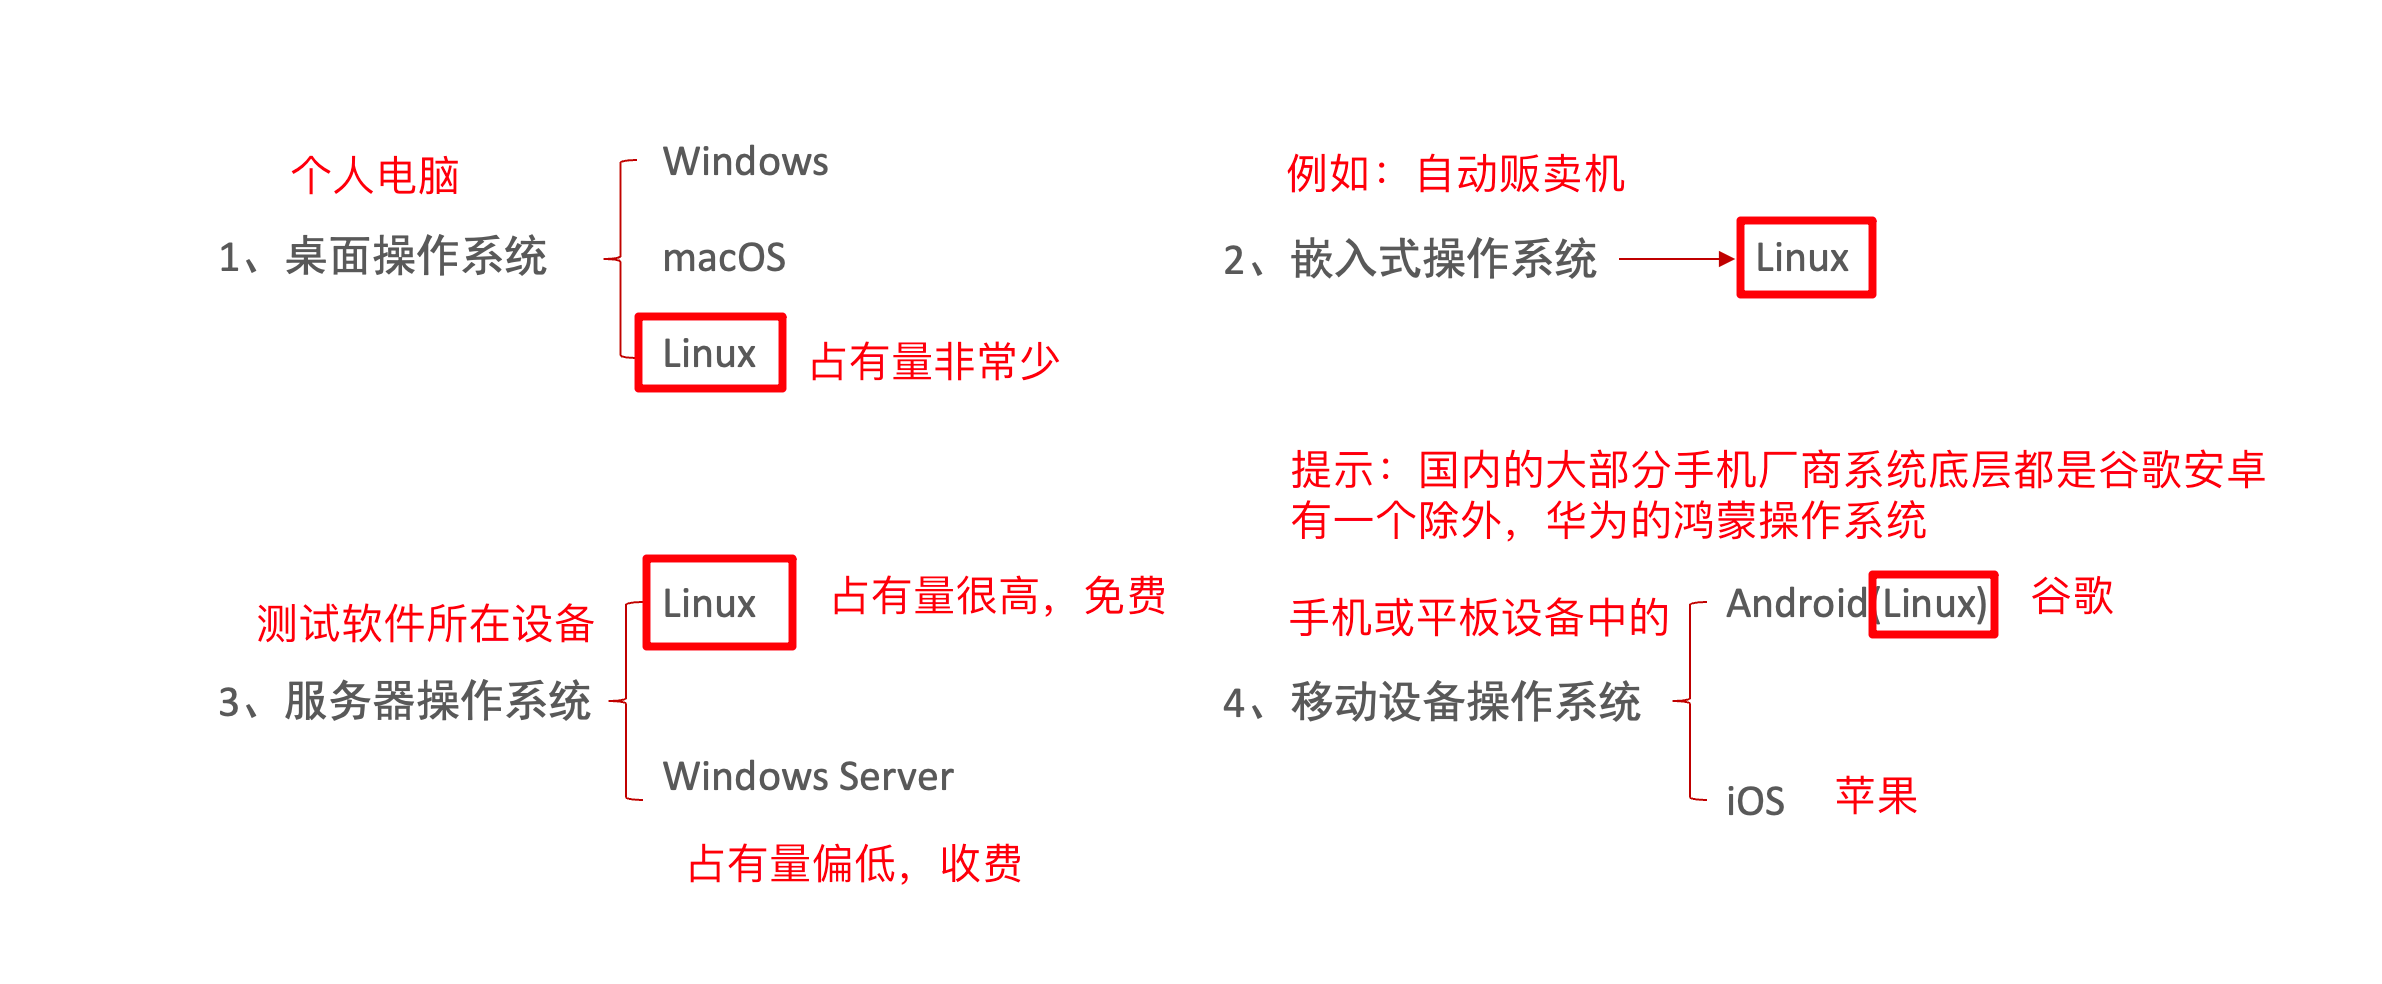 个人电脑
1、桌面操作系统
Windows
macOS
Linux
占有量非常少
例如：自动贩卖机
2、嵌入式操作系统
Linux
测试软件所在设备
3、服务器操作系统
Linux
占有量很高，免费
Windows Server
占有量偏低，收费
提示：国内的大部分手机厂商系统底层都是谷歌安卓
有一个除外，华为的鸿蒙操作系统
手机或平板设备中的
4、移动设备操作系统
Android(Linux)
谷歌
iOS
苹果